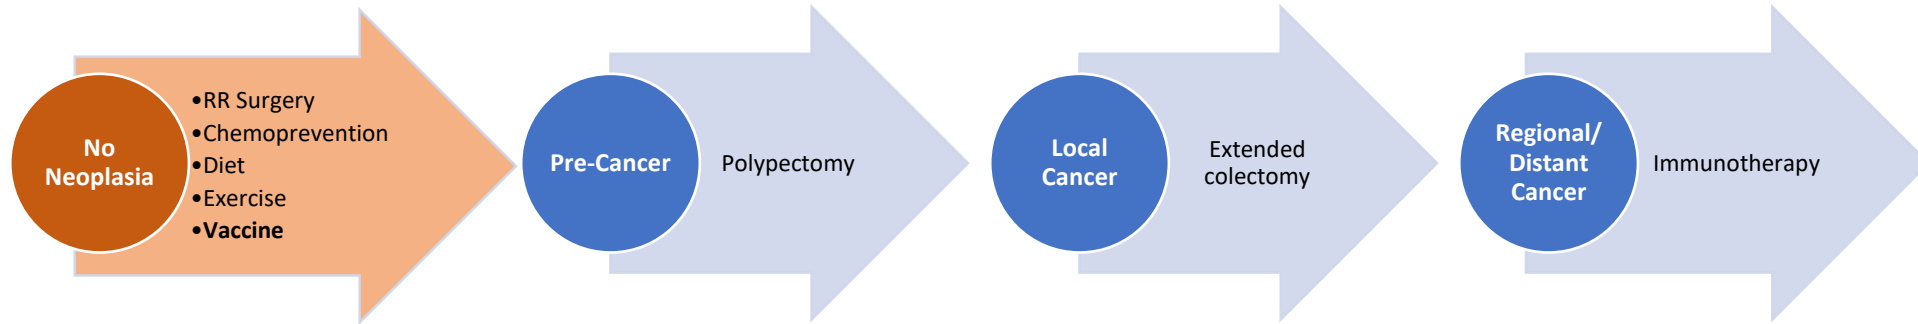 No
Neoplasia
•RR Surgery
•Chemoprevention
•Diet
•Exercise
•Vaccine
Pre-Cancer
Polypectomy
Local
Cancer
Extended
colectomy
Regional/
Distant
Cancer
Immunotherapy